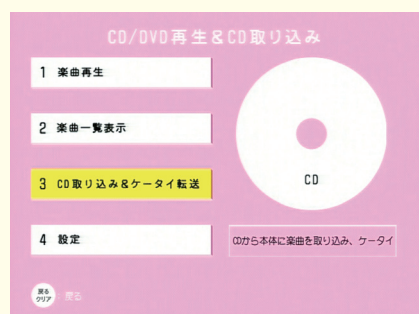 CD/DVD再生&CD取り込み
1 楽曲再生
2 楽曲一覧表示
3 CD取り込み&ケータイ転送
4 設定
CD
CDから本体に楽曲を取り込み、ケータイ
戻る
クリア
:戻る